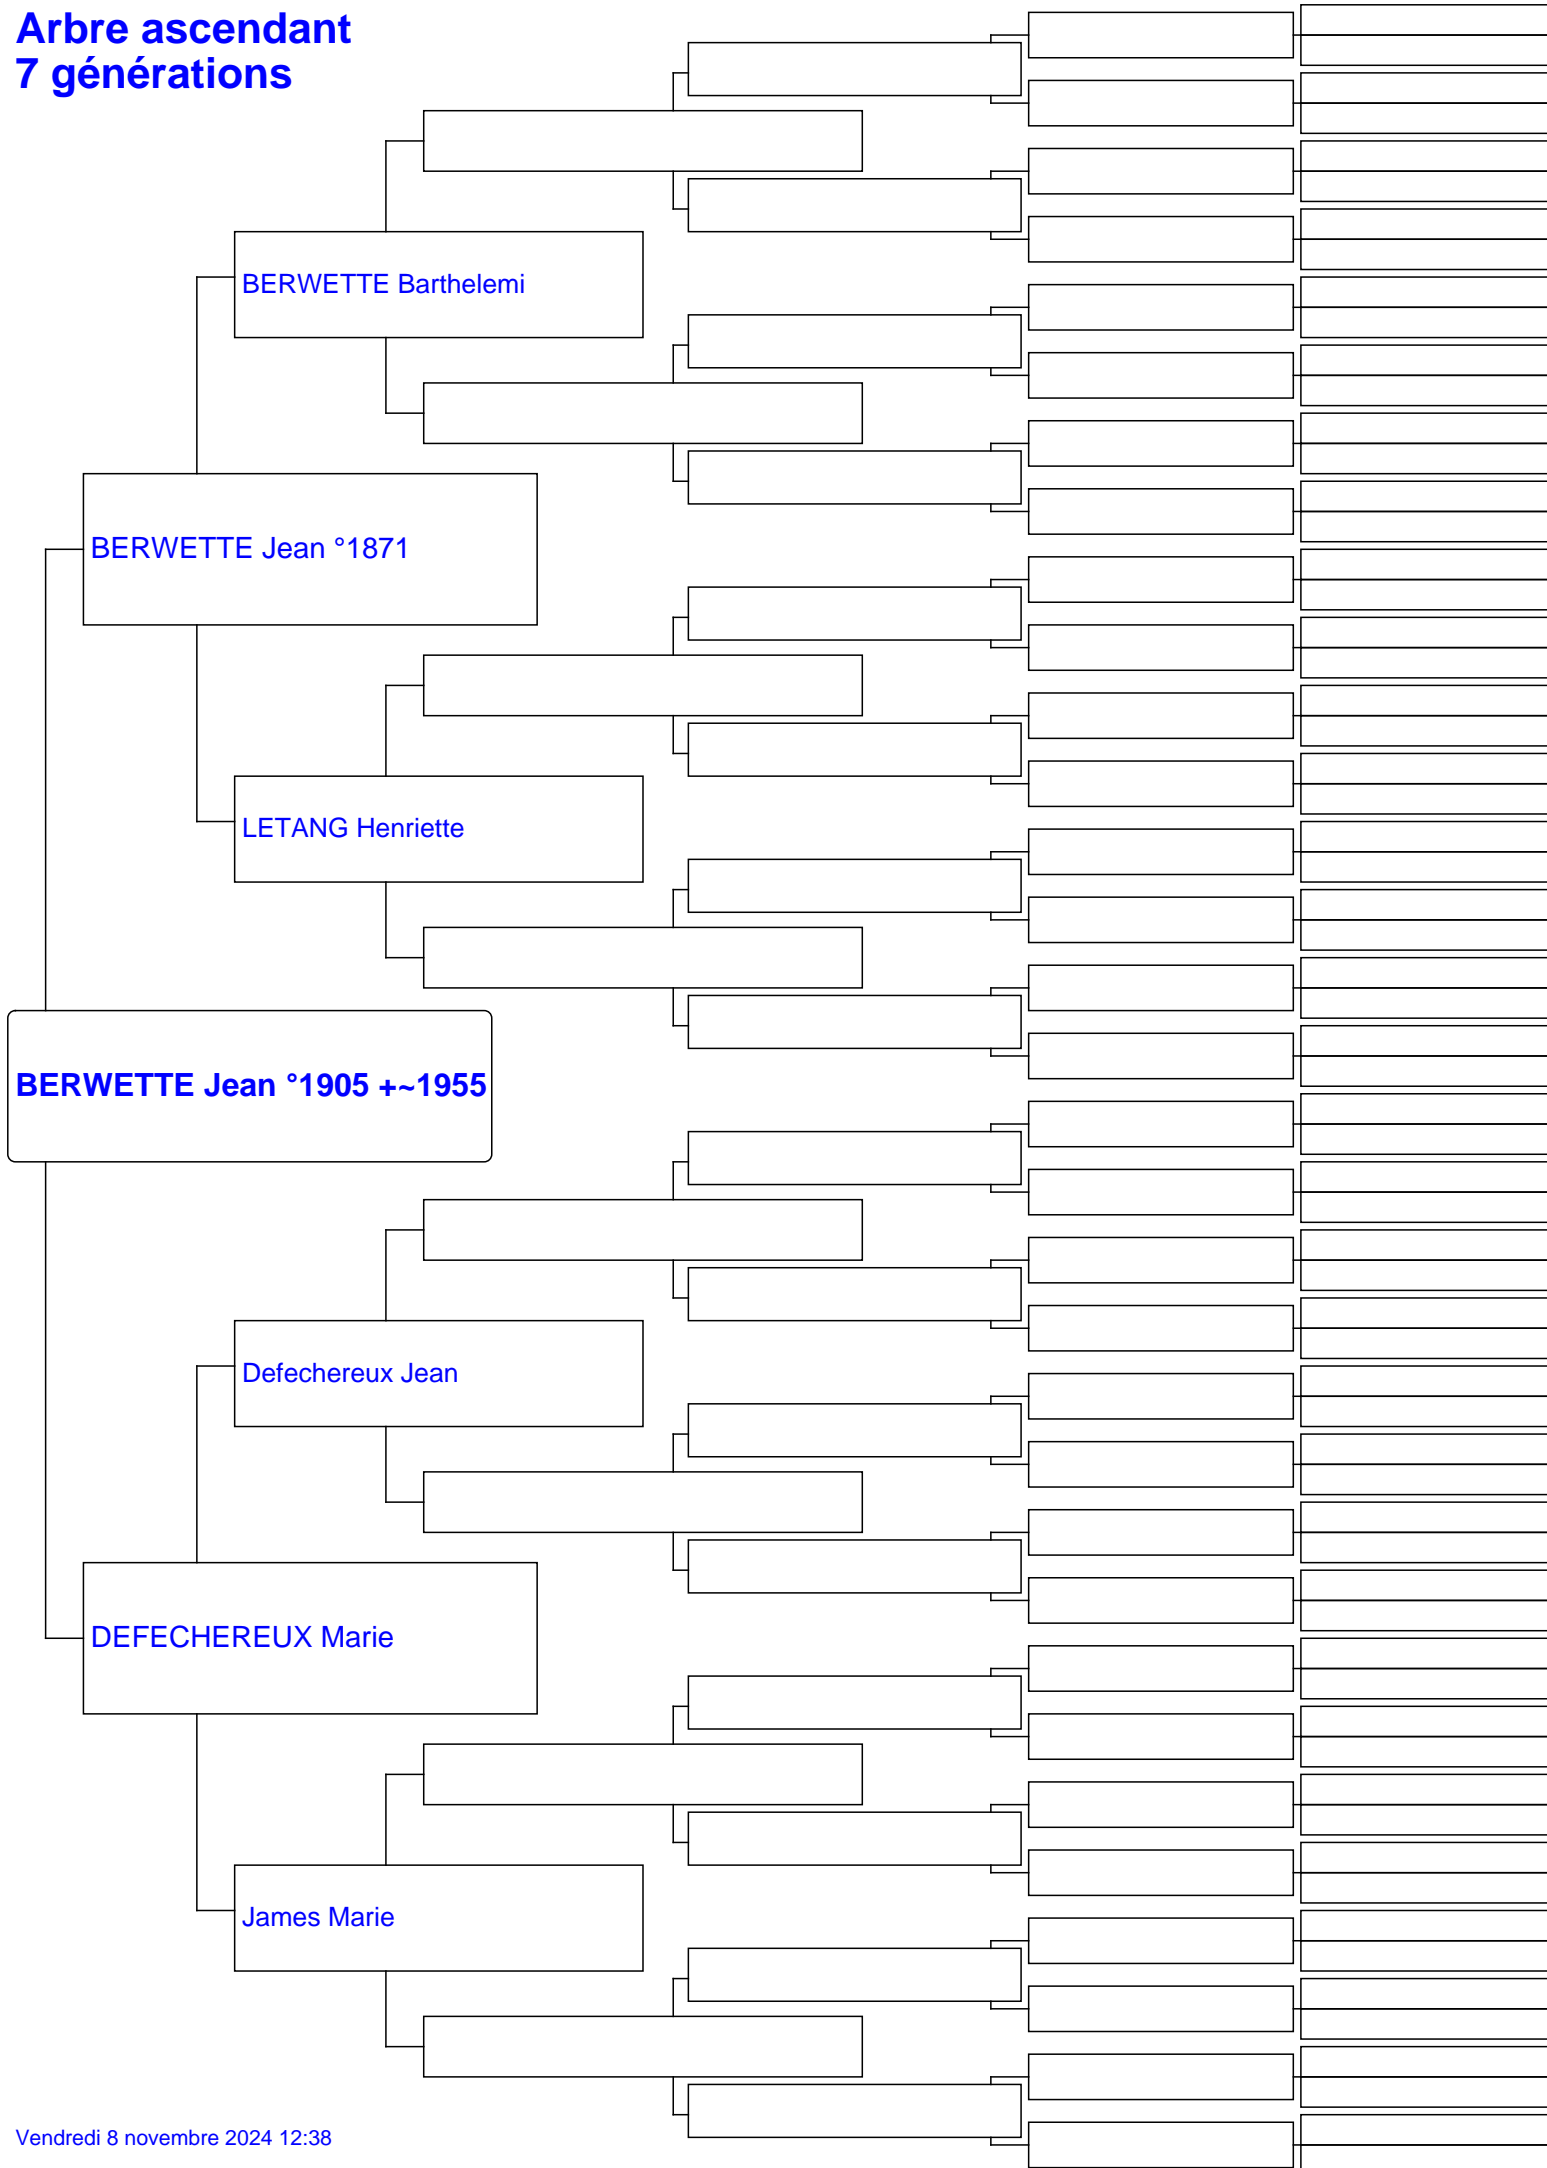 Arbre ascendant
7 générations
BERWETTE Barthelemi
BERWETTE Jean °1871
LETANG Henriette
BERWETTE Jean °1905 +~1955
Defechereux Jean
DEFECHEREUX Marie
James Marie
Vendredi 8 novembre 2024 12:38